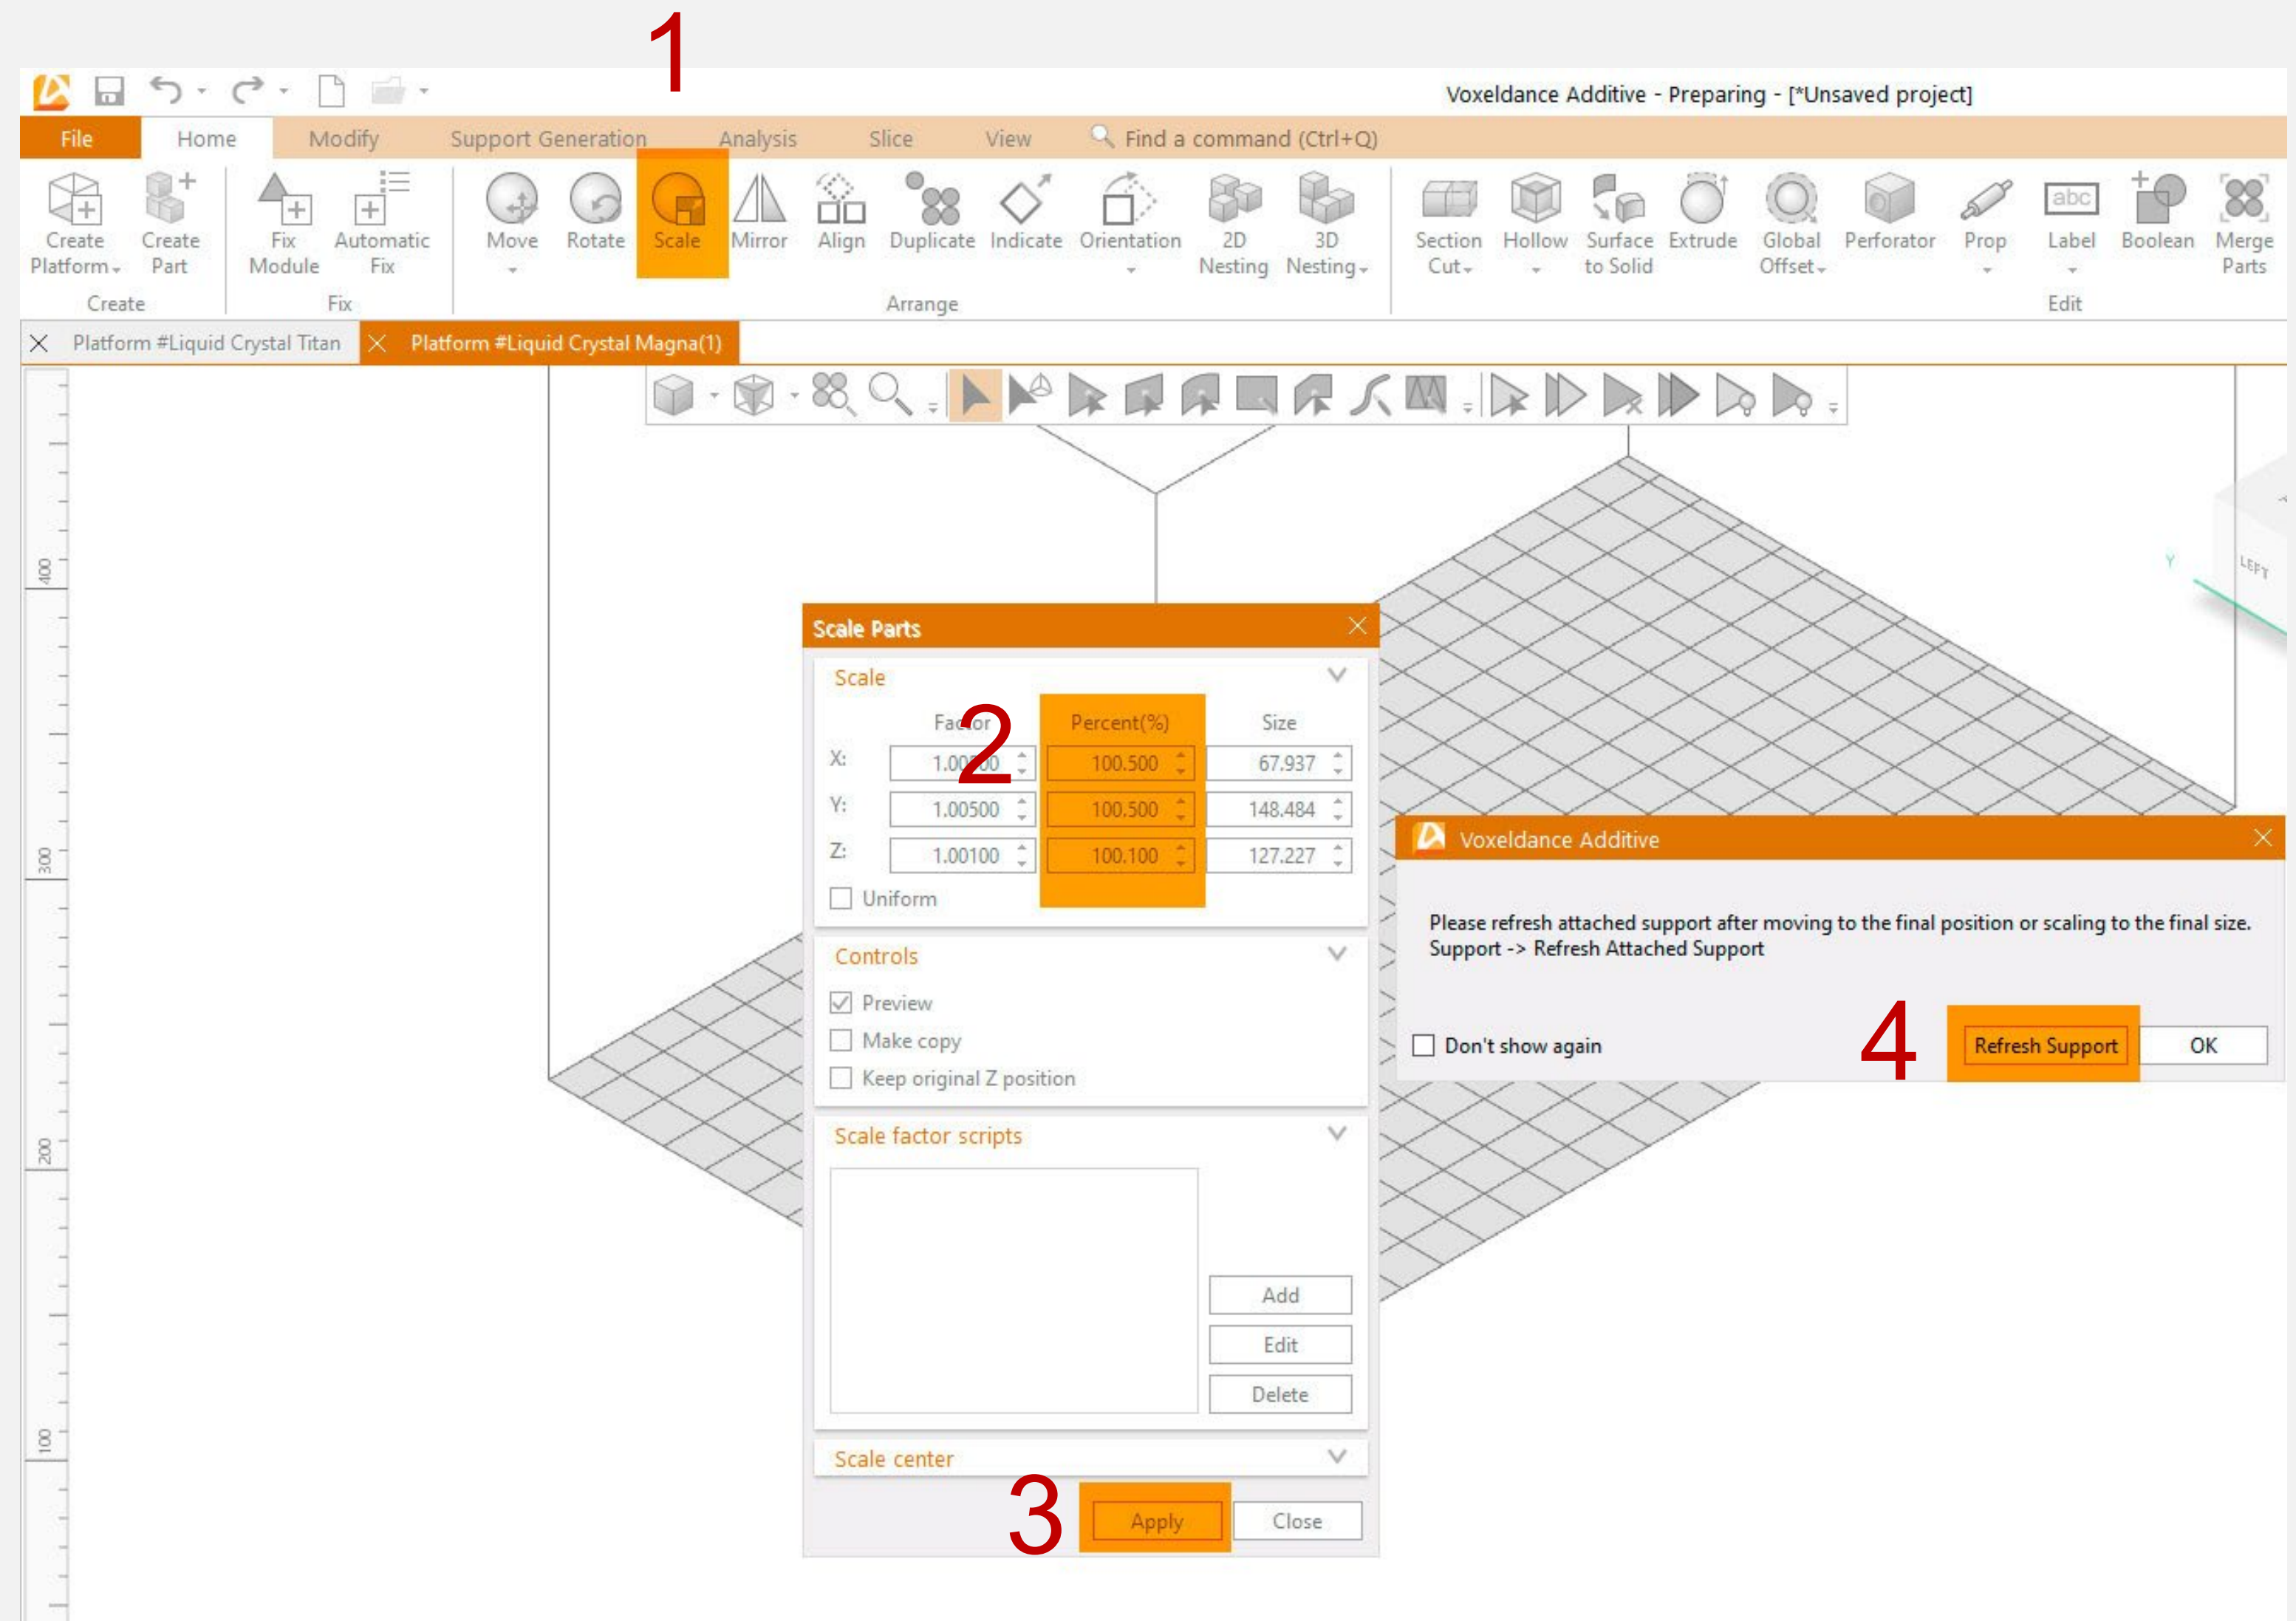 1
Voxeldance Additive - Preparing - [*Unsaved project]
File Home Modify Support Generation Analysis Slice View Find a command (Ctrl+Q)
Create Platform Create Part Fix Module Automatic Fix Move Rotate Scale Mirror Align Duplicate Indicate Orientation 2D Nesting 3D Nesting Section Cut Hollow Surface to Solid Extrude Global Offset Perforator Prop abc Label Boolean Merge Parts
Create Fix Arrange Edit
Platform #Liquid Crystal Titan Platform #Liquid Crystal Magna(1)
400
300
200
100
Y
LEFT
Scale Parts
Scale
2
Factor Percent(%) Size
X: 1.00500 100.500 67.937
Y: 1.00500 100.500 148.484
Z: 1.00100 100.100 127.227
Uniform
Controls
Preview
Make copy
Keep original Z position
Scale factor scripts
Add
Edit
Delete
Scale center
3
Apply Close
Voxeldance Additive
Please refresh attached support after moving to the final position or scaling to the final size.
Support -> Refresh Attached Support
4
Don't show again Refresh Support OK